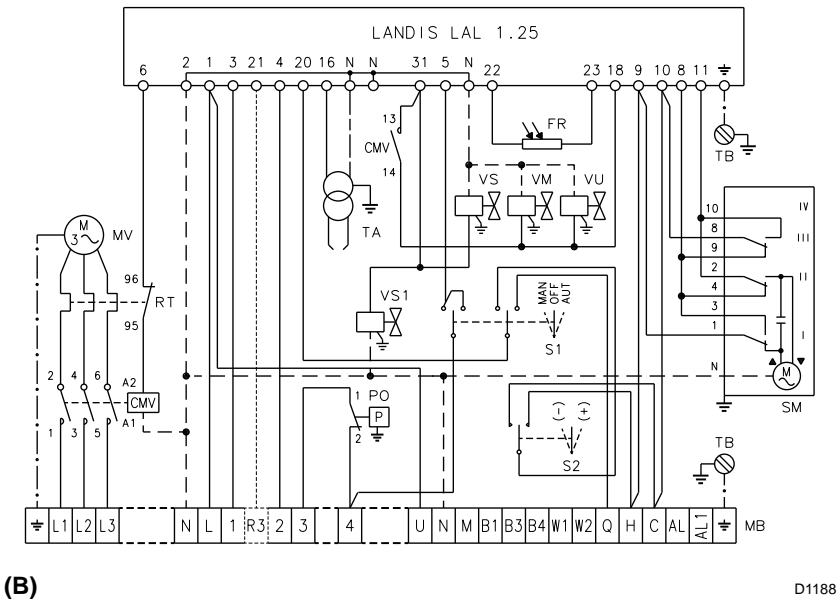 LANDIS LAL 1.25
6 2 1 3 21 4 20 16 N N 31 5 N 22 23 18 9 10 8 11
13
CMV
14
FR
TB
TA
VS VM VU
10 IV
8
III
9
2
II
4
3
1
I
N
M
SM
M
3
MV
96
RT
95
VS1
MAN
OFF
AUT
S1
2 4 6 A2
CMV
1 3 5 A1
1 PO
P
2
(-) (+)
S2
TB
L1 L2 L3 N L 1 R3 2 3 4 U N M B1 B3 B4 W1 W2 Q H C AL AL1 MB
(B) D1188